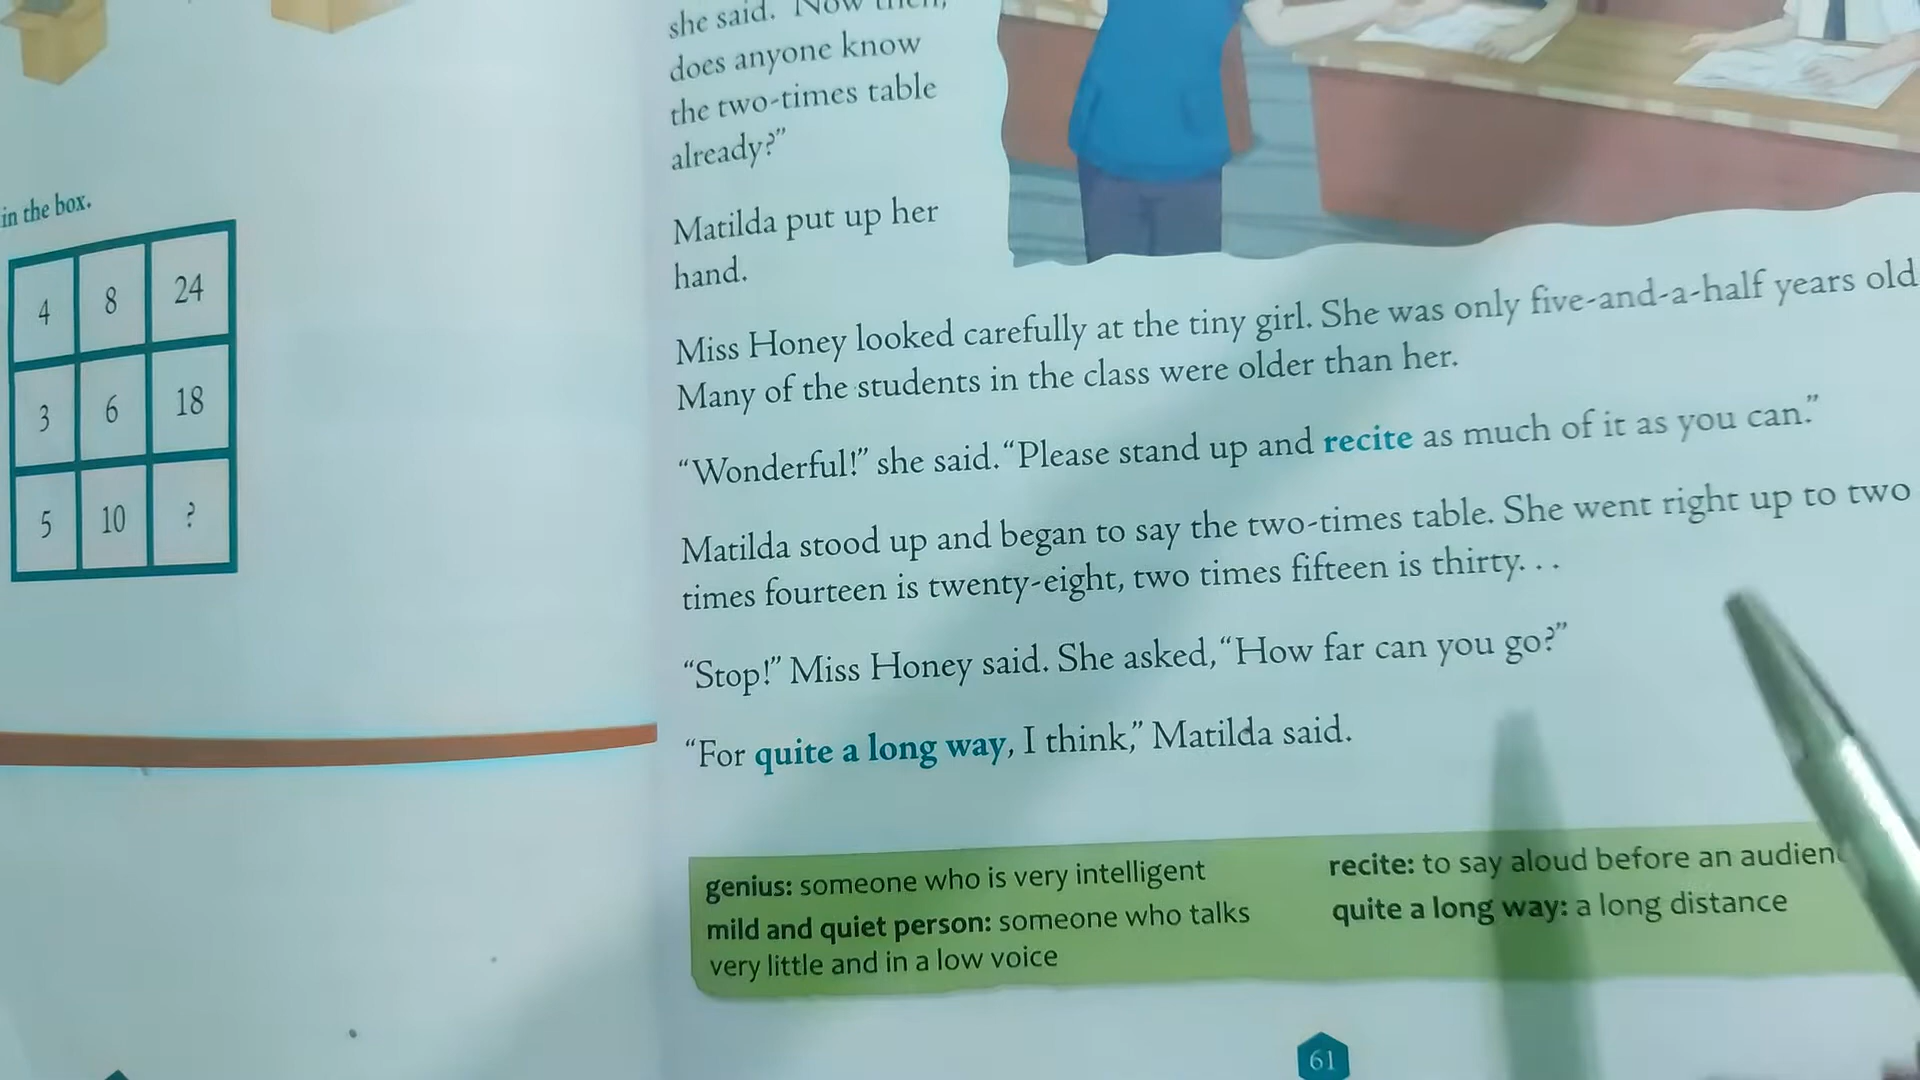 in the box.
4 8 24
3 6 18
5 10 ?
she said. Now then,
does anyone know
the two-times table
already?"
Matilda put up her
hand.
Miss Honey looked carefully at the tiny girl. She was only five-and-a-half years old
Many of the students in the class were older than her.
"Wonderful!" she said. "Please stand up and recite as much of it as you can."
Matilda stood up and began to say the two-times table. She went right up to two
times fourteen is twenty-eight, two times fifteen is thirty. . .
"Stop!" Miss Honey said. She asked, "How far can you go?"
"For quite a long way, I think," Matilda said.
genius: someone who is very intelligent
mild and quiet person: someone who talks
very little and in a low voice
recite: to say aloud before an audien
quite a long way: a long distance
61